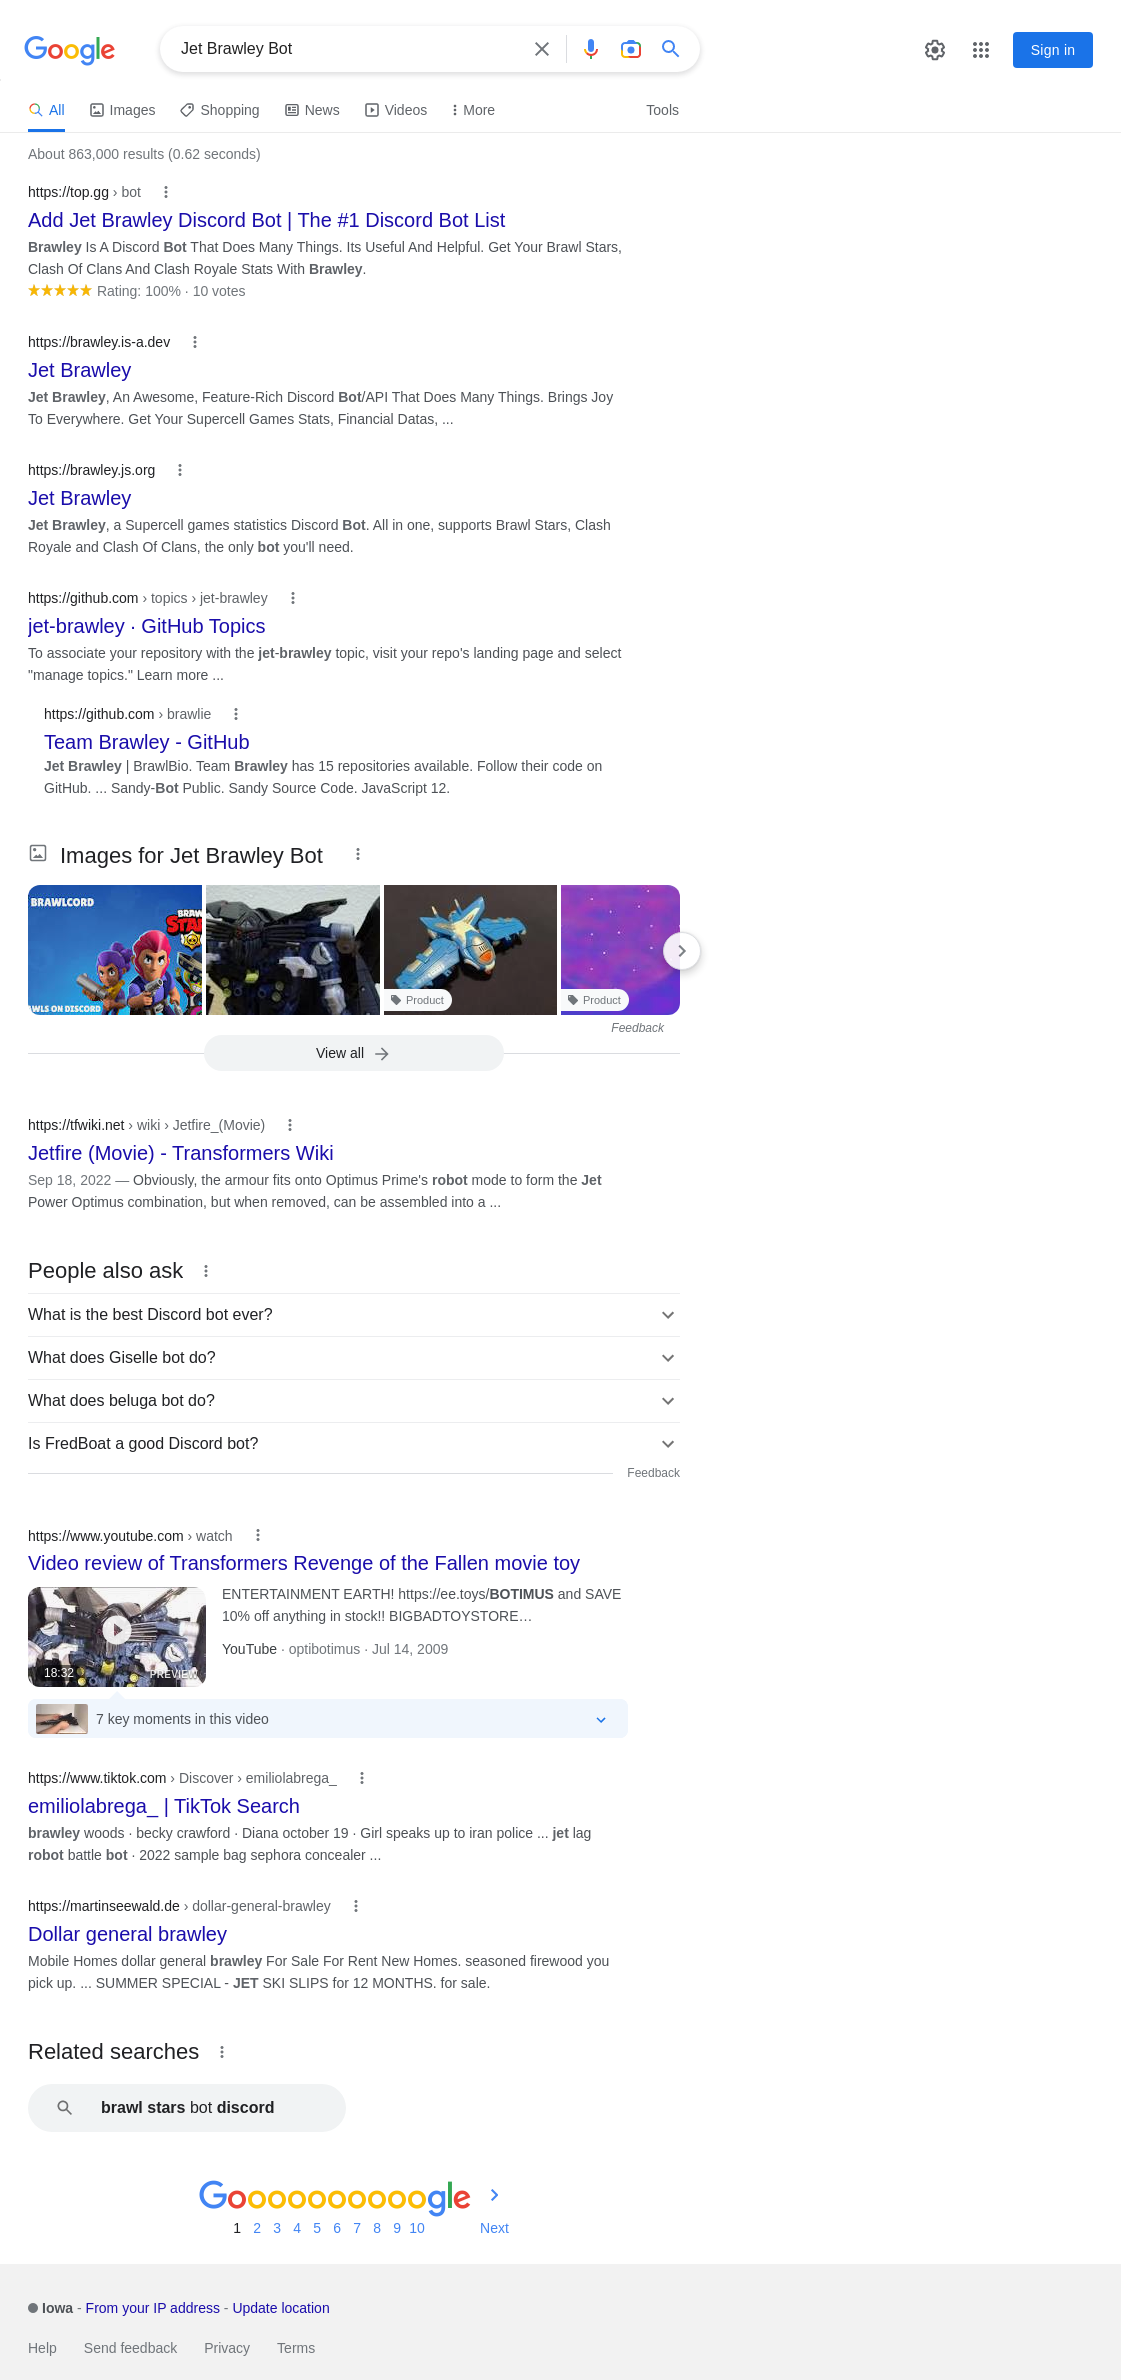 Google
Jet Brawley Bot
Sign in
All
Images
Shopping
News
Videos
More
Tools
About 863,000 results (0.62 seconds)
https://top.gg › bot
Add Jet Brawley Discord Bot | The #1 Discord Bot List
Brawley Is A Discord Bot That Does Many Things. Its Useful And Helpful. Get Your Brawl Stars,
Clash Of Clans And Clash Royale Stats With Brawley.
Rating: 100% · 10 votes
https://brawley.is-a.dev
Jet Brawley
Jet Brawley, An Awesome, Feature-Rich Discord Bot/API That Does Many Things. Brings Joy
To Everywhere. Get Your Supercell Games Stats, Financial Datas, ...
https://brawley.js.org
Jet Brawley
Jet Brawley, a Supercell games statistics Discord Bot. All in one, supports Brawl Stars, Clash
Royale and Clash Of Clans, the only bot you'll need.
https://github.com › topics › jet-brawley
jet-brawley · GitHub Topics
To associate your repository with the jet-brawley topic, visit your repo's landing page and select
"manage topics." Learn more ...
https://github.com › brawlie
Team Brawley - GitHub
Jet Brawley | BrawlBio. Team Brawley has 15 repositories available. Follow their code on
GitHub. ... Sandy-Bot Public. Sandy Source Code. JavaScript 12.
Images for Jet Brawley Bot
BRAWLCORD
BRAW
STA
AWLS ON DISCORD
Product
Product
Feedback
View all
https://tfwiki.net › wiki › Jetfire_(Movie)
Jetfire (Movie) - Transformers Wiki
Sep 18, 2022 — Obviously, the armour fits onto Optimus Prime's robot mode to form the Jet
Power Optimus combination, but when removed, can be assembled into a ...
People also ask
What is the best Discord bot ever?
What does Giselle bot do?
What does beluga bot do?
Is FredBoat a good Discord bot?
Feedback
https://www.youtube.com › watch
Video review of Transformers Revenge of the Fallen movie toy
ENTERTAINMENT EARTH! https://ee.toys/BOTIMUS and SAVE
10% off anything in stock!! BIGBADTOYSTORE…
YouTube · optibotimus · Jul 14, 2009
18:32
PREVIEW
7 key moments in this video
https://www.tiktok.com › Discover › emiliolabrega_
emiliolabrega_ | TikTok Search
brawley woods · becky crawford · Diana october 19 · Girl speaks up to iran police ... jet lag
robot battle bot · 2022 sample bag sephora concealer ...
https://martinseewald.de › dollar-general-brawley
Dollar general brawley
Mobile Homes dollar general brawley For Sale For Rent New Homes. seasoned firewood you
pick up. ... SUMMER SPECIAL - JET SKI SLIPS for 12 MONTHS. for sale.
Related searches
brawl stars bot discord
Goooooooooogle
1 2 3 4 5 6 7 8 9 10 Next
Iowa - From your IP address - Update location
Help Send feedback Privacy Terms